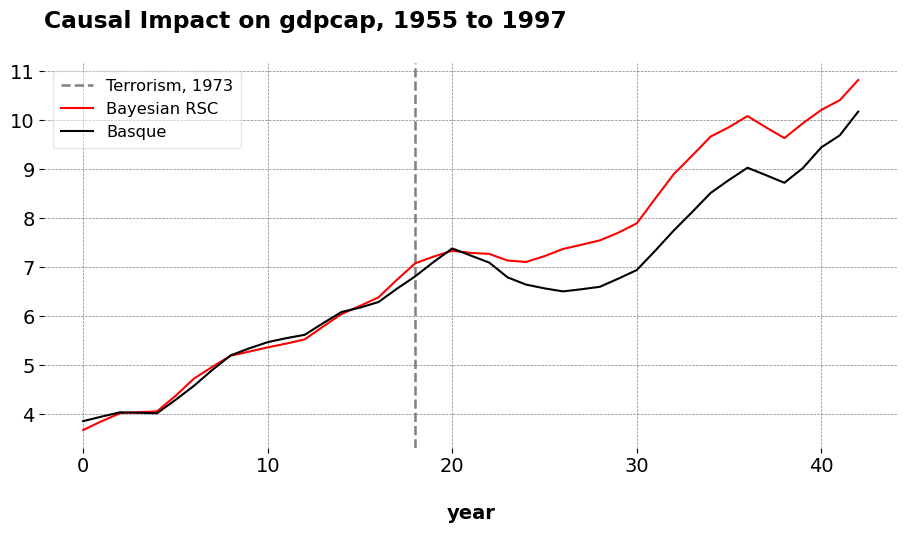 Causal Impact on gdpcap, 1955 to 1997
Terrorism, 1973
Bayesian RSC
Basque
11
10
9
8
7
6
5
4
0 10 20 30 40
year